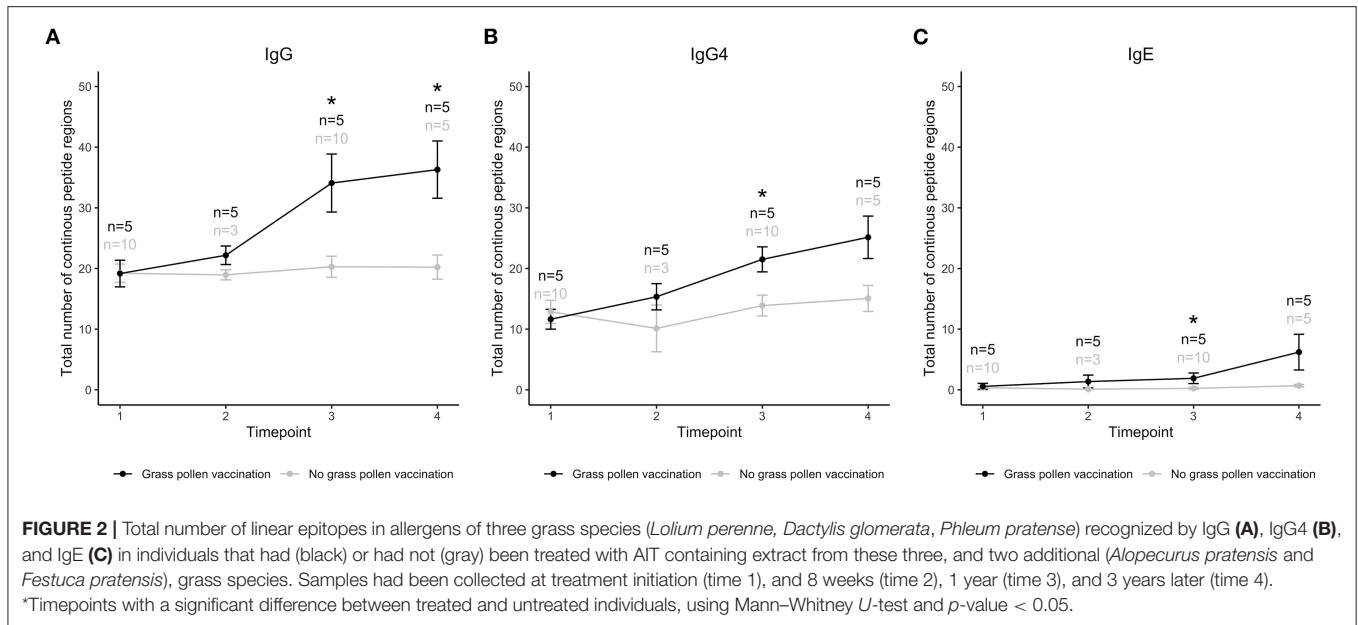 A
IgG
Total number of continous peptide regions
50
40
30
20
10
0
*
n=5
n=10
*
n=5
n=5
n=5
n=3
n=5
n=10
1 2 3 4
Timepoint
Grass pollen vaccination No grass pollen vaccination
B
IgG4
Total number of continous peptide regions
50
40
30
20
10
0
n=5
n=5
*
n=5
n=10
n=5
n=3
n=5
n=10
1 2 3 4
Timepoint
Grass pollen vaccination No grass pollen vaccination
C
IgE
Total number of continous peptide regions
50
40
30
20
10
0
n=5
n=5
*
n=5
n=10
n=5
n=3
n=5
n=10
1 2 3 4
Timepoint
Grass pollen vaccination No grass pollen vaccination
FIGURE 2 | Total number of linear epitopes in allergens of three grass species (Lolium perenne, Dactylis glomerata, Phleum pratense) recognized by IgG (A), IgG4 (B),
and IgE (C) in individuals that had (black) or had not (gray) been treated with AIT containing extract from these three, and two additional (Alopecurus pratensis and
Festuca pratensis), grass species. Samples had been collected at treatment initiation (time 1), and 8 weeks (time 2), 1 year (time 3), and 3 years later (time 4).
*Timepoints with a significant difference between treated and untreated individuals, using Mann–Whitney U-test and p-value < 0.05.